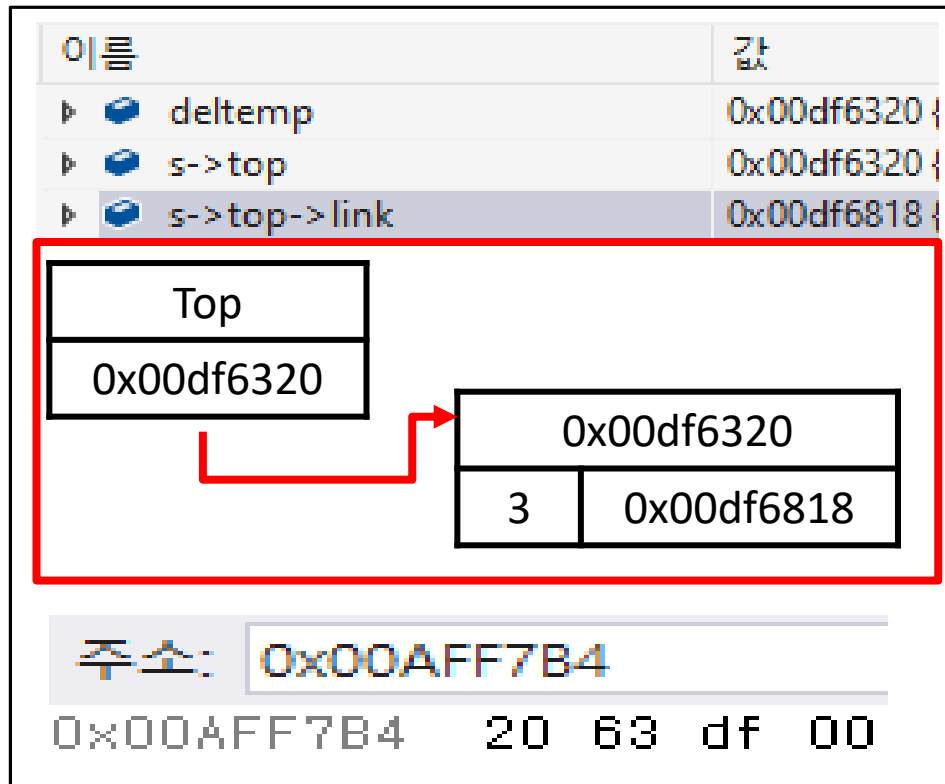 이름 값
deltemp 0x00df6320 {
s->top 0x00df6320 {
s->top->link 0x00df6818 {
Top
0x00df6320
0x00df6320
3 0x00df6818
주소: 0x00AFF7B4
0x00AFF7B4 20 63 df 00